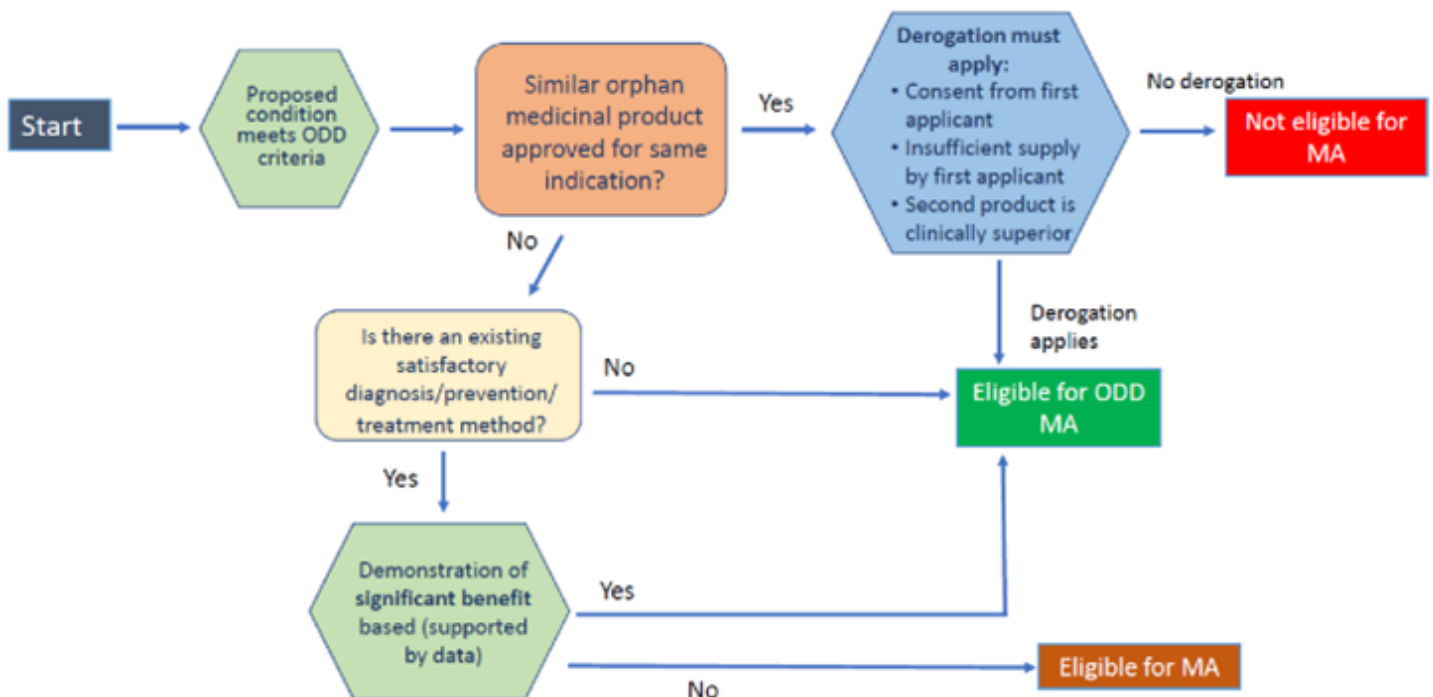 Start
Proposed
condition
meets ODD
criteria
Similar orphan
medicinal product
approved for same
indication?
Yes
Derogation must
apply:
• Consent from first
applicant
• Insufficient supply
by first applicant
• Second product is
clinically superior
No derogation
Not eligible for
MA
No
Derogation
applies
Is there an existing
satisfactory
diagnosis/prevention/
treatment method?
No
Eligible for ODD
MA
Yes
Demonstration of
significant benefit
based (supported
by data)
Yes
No
Eligible for MA